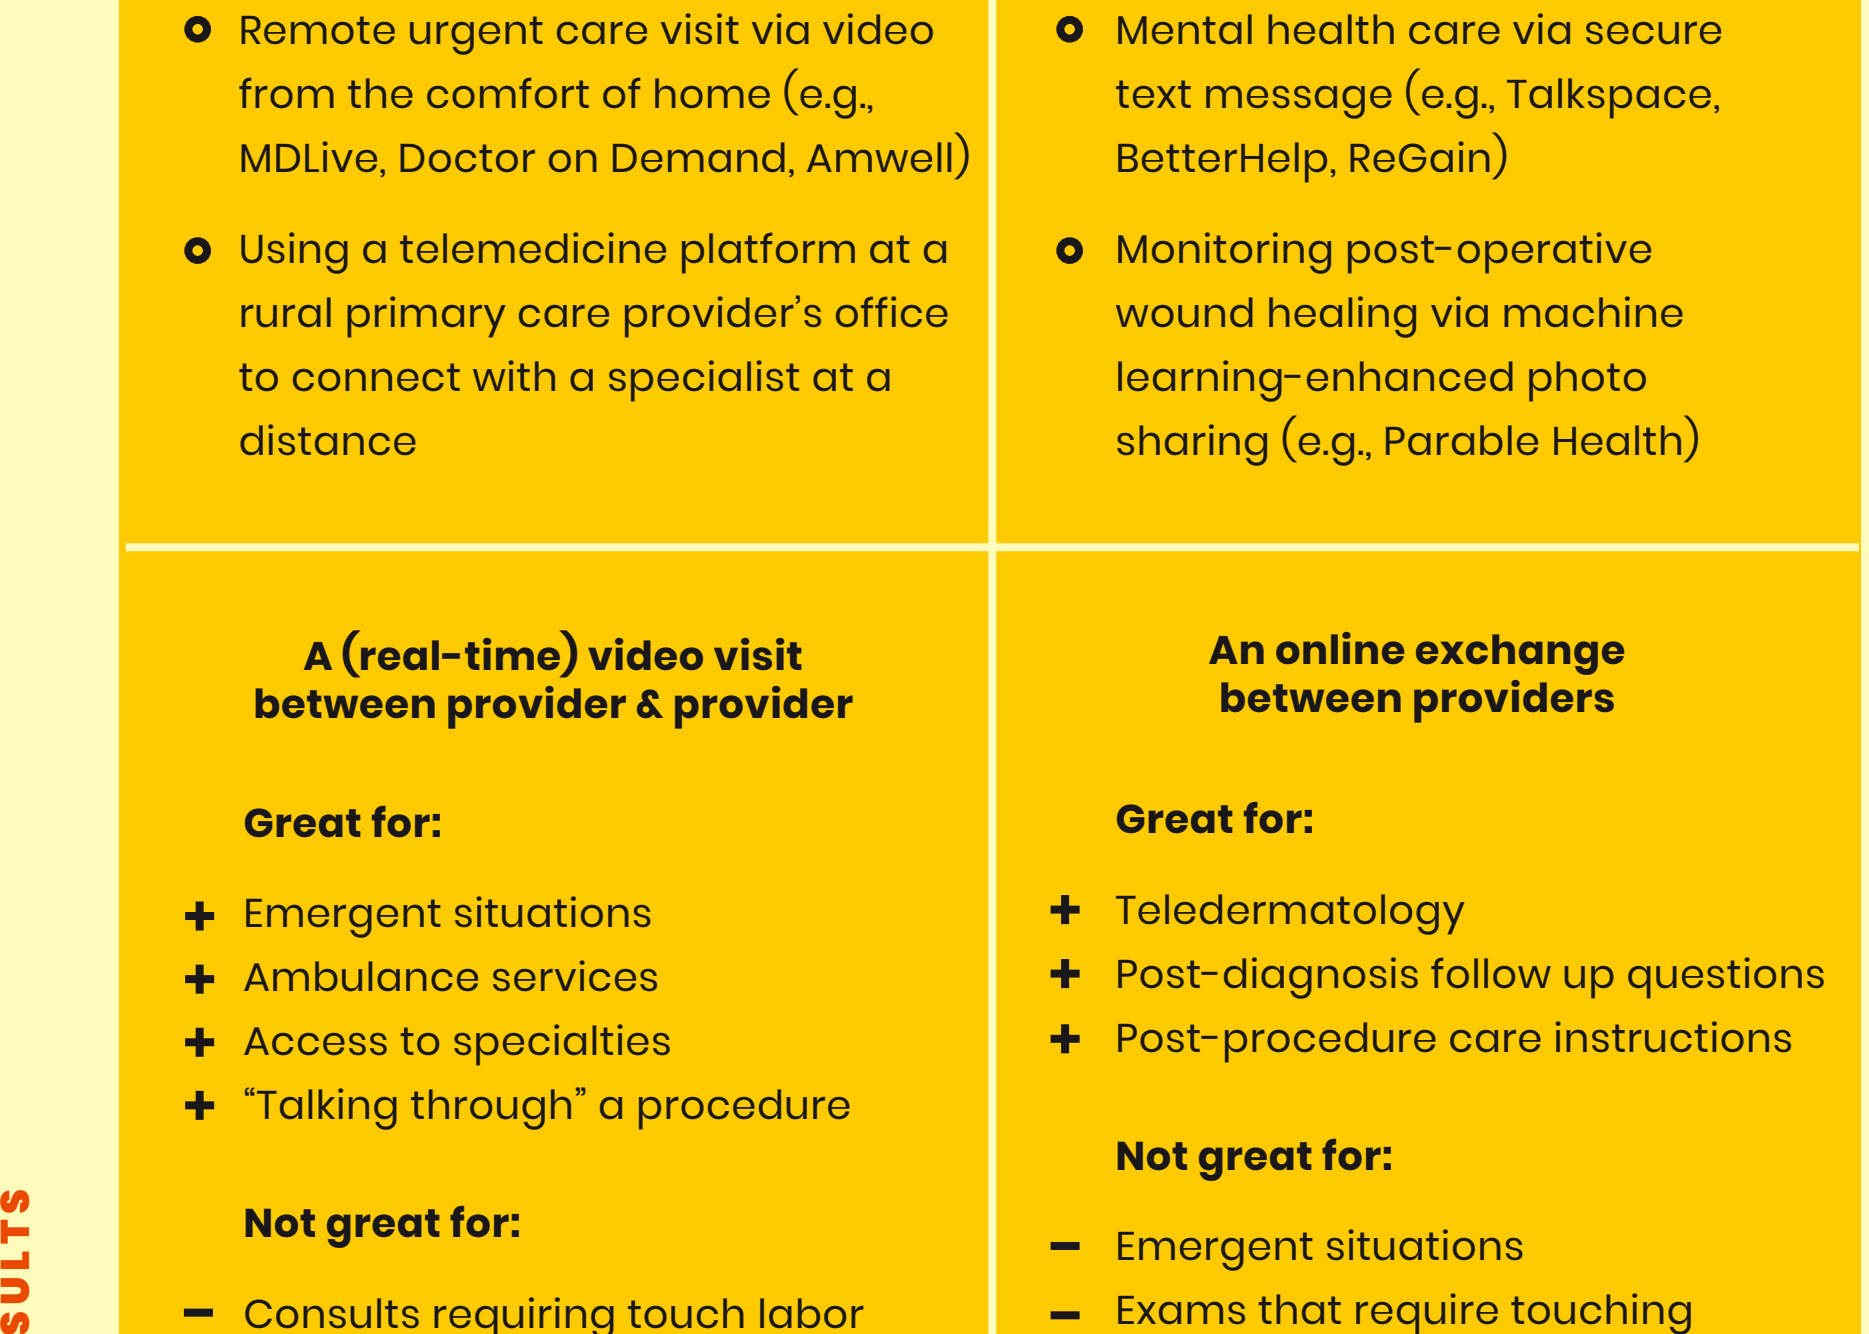 Remote urgent care visit via video
from the comfort of home (e.g.,
MDLive, Doctor on Demand, Amwell)
Using a telemedicine platform at a
rural primary care provider’s office
to connect with a specialist at a
distance
Mental health care via secure
text message (e.g., Talkspace,
BetterHelp, ReGain)
Monitoring post-operative
wound healing via machine
learning-enhanced photo
sharing (e.g., Parable Health)
A (real-time) video visit
between provider & provider
Great for:
+ Emergent situations
+ Ambulance services
+ Access to specialties
+ “Talking through” a procedure
Not great for:
– Consults requiring touch labor
An online exchange
between providers
Great for:
+ Teledermatology
+ Post-diagnosis follow up questions
+ Post-procedure care instructions
Not great for:
– Emergent situations
– Exams that require touching
SULTS